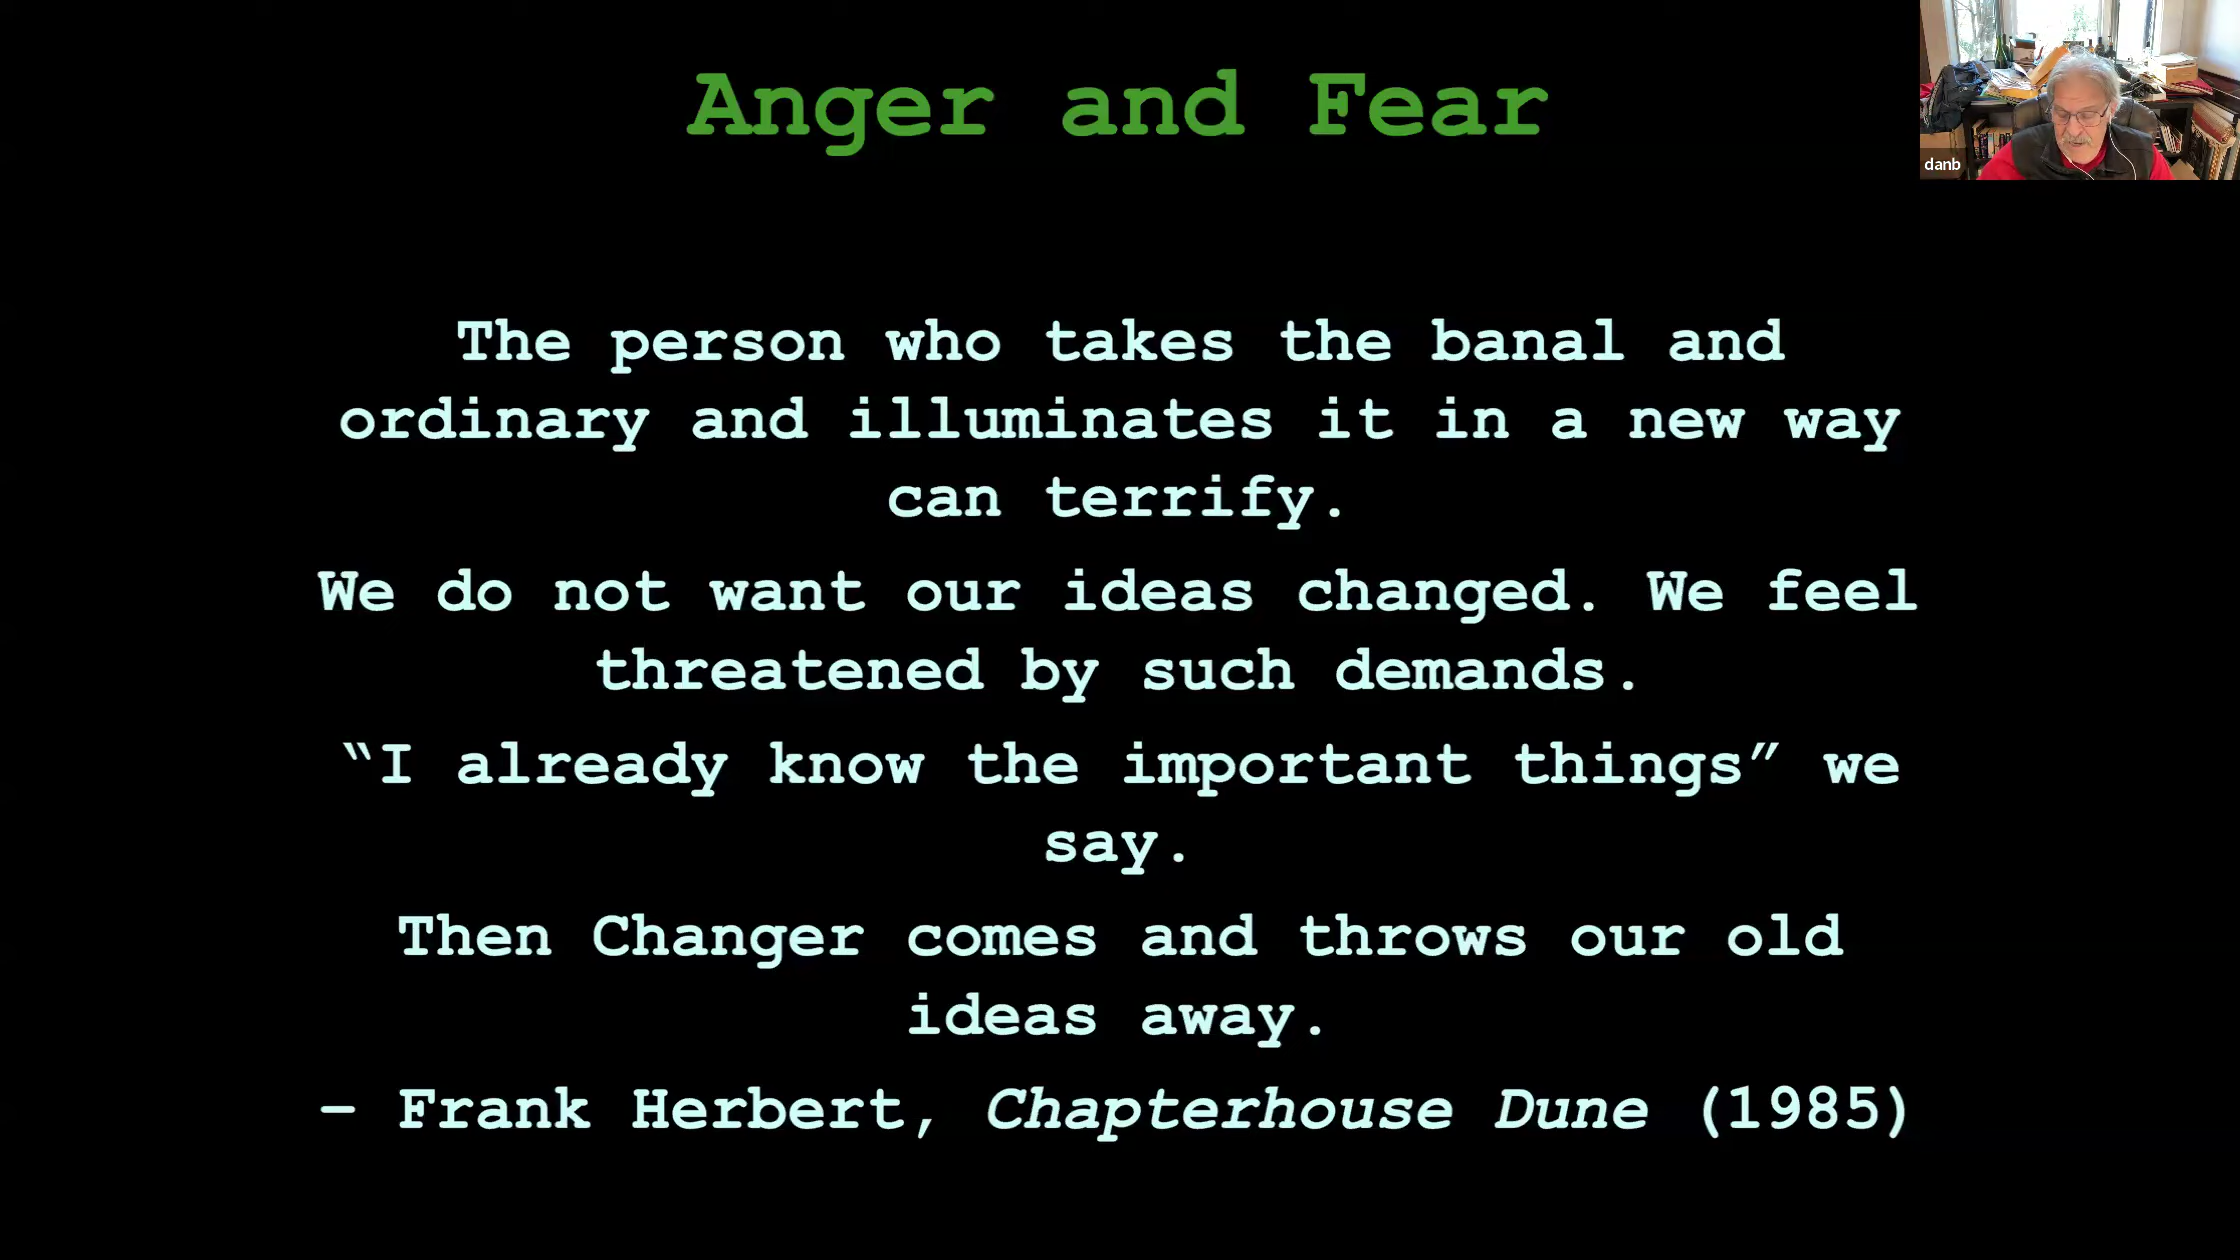 Anger and Fear
danb
The person who takes the banal and
ordinary and illuminates it in a new way
can terrify.
We do not want our ideas changed. We feel
threatened by such demands.
“I already know the important things” we
say.
Then Changer comes and throws our old
ideas away.
– Frank Herbert, Chapterhouse Dune (1985)